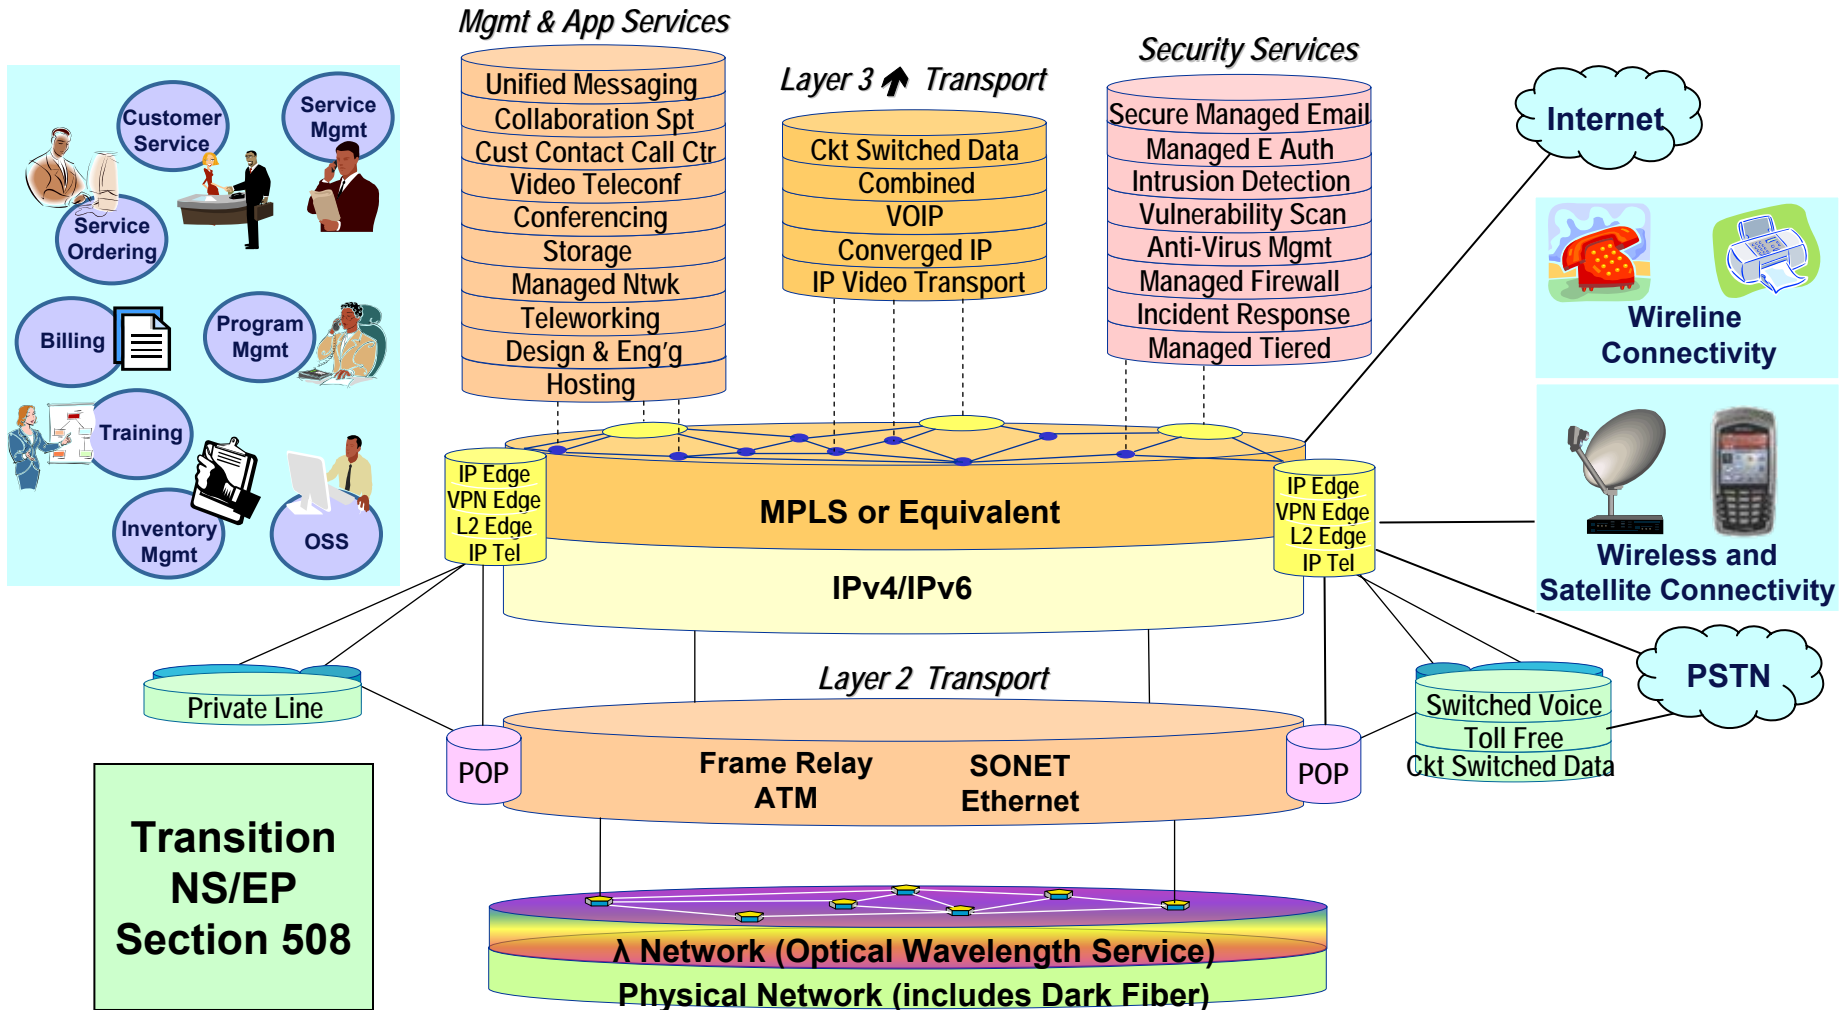 Mgmt & App Services
Unified Messaging
Collaboration Spt
Cust Contact Call Ctr
Video Teleconf
Conferencing
Storage
Managed Ntwk
Teleworking
Design & Eng'g
Hosting
Layer 3 Transport
Ckt Switched Data
Combined
VOIP
Converged IP
IP Video Transport
Security Services
Secure Managed Email
Managed E Auth
Intrusion Detection
Vulnerability Scan
Anti-Virus Mgmt
Managed Firewall
Incident Response
Managed Tiered
Customer
Service
Service
Mgmt
Service
Ordering
Billing
Program
Mgmt
Training
Inventory
Mgmt
OSS
Internet
Wireline
Connectivity
Wireless and
Satellite Connectivity
PSTN
IP Edge
VPN Edge
L2 Edge
IP Tel
MPLS or Equivalent
IPv4/IPv6
IP Edge
VPN Edge
L2 Edge
IP Tel
Private Line
Layer 2 Transport
POP
Frame Relay
ATM
SONET
Ethernet
POP
Switched Voice
Toll Free
Ckt Switched Data
Transition
NS/EP
Section 508
λ Network (Optical Wavelength Service)
Physical Network (includes Dark Fiber)